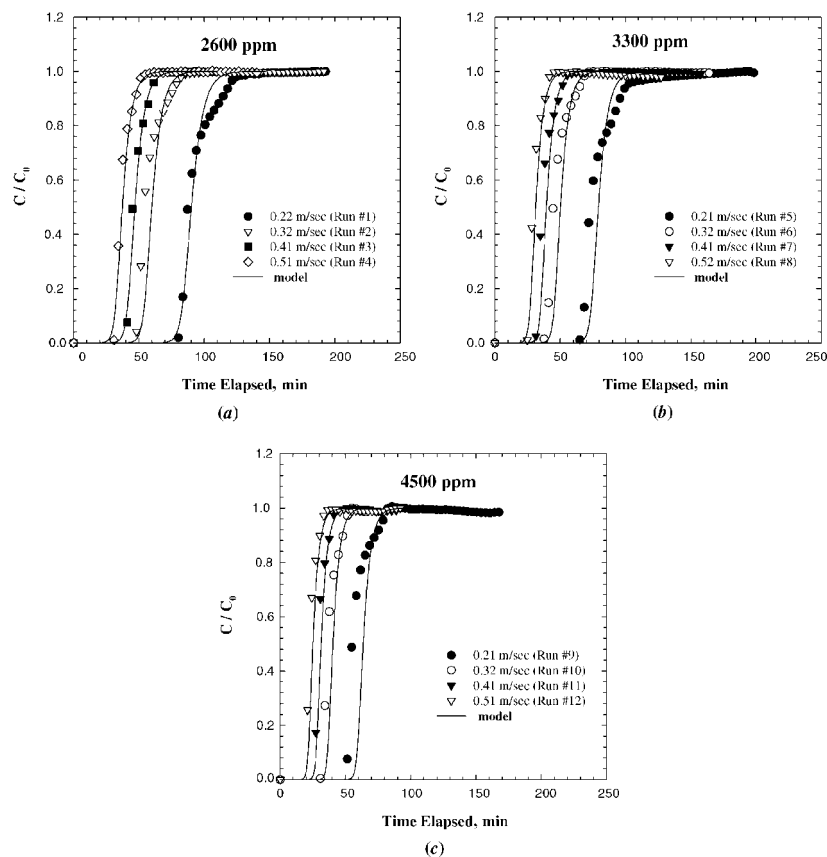 2600 ppm
1.2
1.0
0.8
0.6
0.4
0.2
0.0
C / C0
0.22 m/sec (Run #1)
0.32 m/sec (Run #2)
0.41 m/sec (Run #3)
0.51 m/sec (Run #4)
model
0 50 100 150 200 250
Time Elapsed, min
(a)
3300 ppm
1.2
1.0
0.8
0.6
0.4
0.2
0.0
C / C0
0.21 m/sec (Run #5)
0.32 m/sec (Run #6)
0.41 m/sec (Run #7)
0.52 m/sec (Run #8)
model
0 50 100 150 200 250
Time Elapsed, min
(b)
4500 ppm
1.2
1.0
0.8
0.6
0.4
0.2
0.0
C / C0
0.21 m/sec (Run #9)
0.32 m/sec (Run #10)
0.41 m/sec (Run #11)
0.51 m/sec (Run #12)
model
0 50 100 150 200 250
Time Elapsed, min
(c)